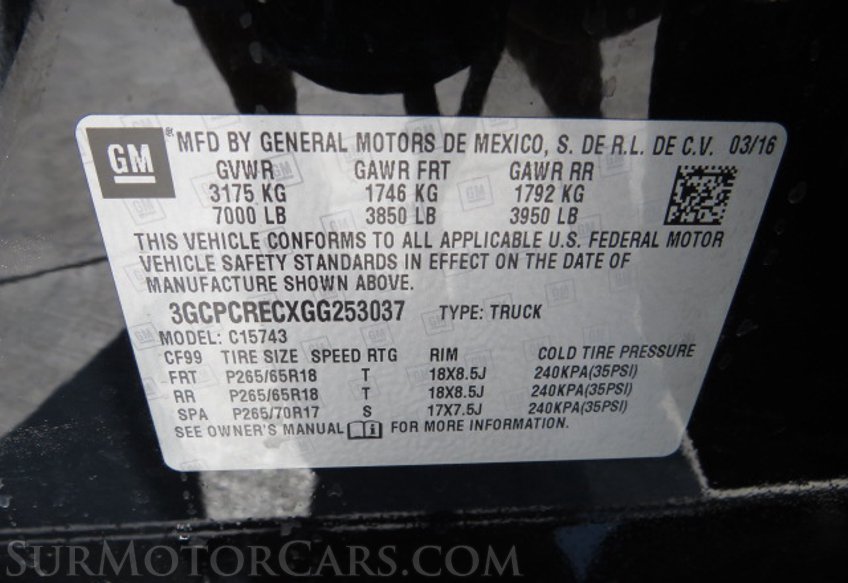 GM ® MFD BY GENERAL MOTORS DE MEXICO, S. DE R.L. DE C.V. 03/16
GVWR GAWR FRT GAWR RR
3175 KG 1746 KG 1792 KG
7000 LB 3850 LB 3950 LB
THIS VEHICLE CONFORMS TO ALL APPLICABLE U.S. FEDERAL MOTOR
VEHICLE SAFETY STANDARDS IN EFFECT ON THE DATE OF
MANUFACTURE SHOWN ABOVE.
3GCPCRECXGG253037 TYPE: TRUCK
MODEL: C15743
CF99 TIRE SIZE SPEED RTG RIM COLD TIRE PRESSURE
FRT P265/65R18 T 18X8.5J 240KPA(35PSI)
RR P265/65R18 T 18X8.5J 240KPA(35PSI)
SPA P265/70R17 S 17X7.5J 240KPA(35PSI)
SEE OWNER'S MANUAL FOR MORE INFORMATION.
SURMOTORCARS.COM